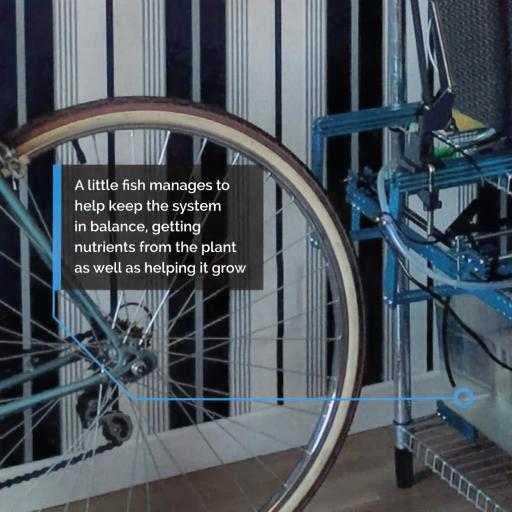 A little fish manages to
help keep the system
in balance, getting
nutrients from the plant
as well as helping it grow